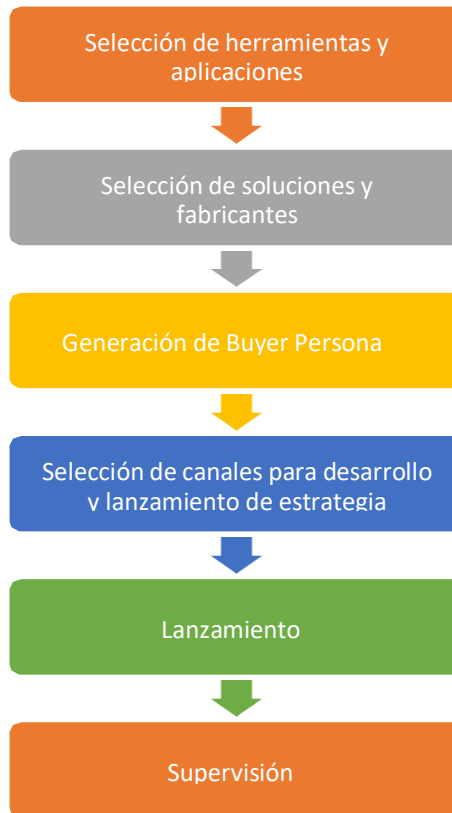 Selección de herramientas y
aplicaciones
Selección de soluciones y
fabricantes
Generación de Buyer Persona
Selección de canales para desarrollo
y lanzamiento de estrategia
Lanzamiento
Supervisión